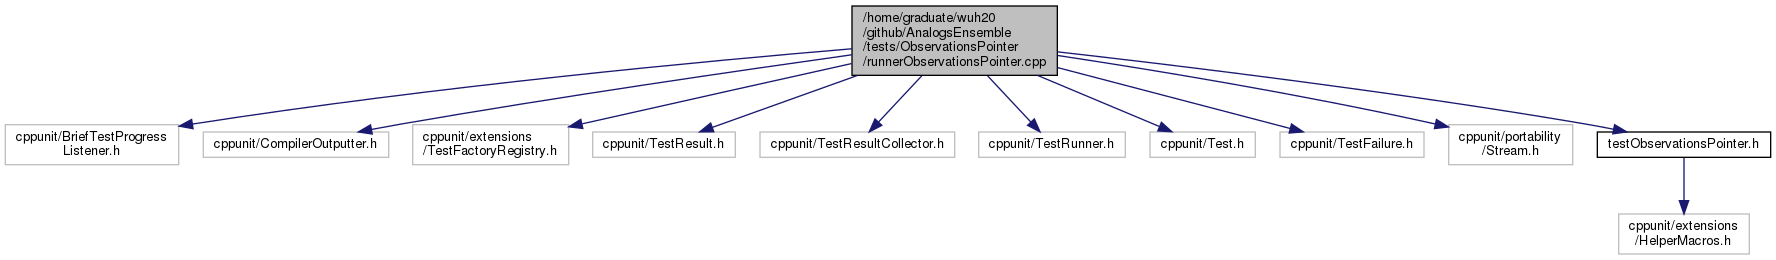 /home/graduate/wuh20
/github/AnalogsEnsemble
/tests/ObservationsPointer
/runnerObservationsPointer.cpp
cppunit/BriefTestProgress
Listener.h
cppunit/CompilerOutputter.h
cppunit/extensions
/TestFactoryRegistry.h
cppunit/TestResult.h
cppunit/TestResultCollector.h
cppunit/TestRunner.h
cppunit/Test.h
cppunit/TestFailure.h
cppunit/portability
/Stream.h
testObservationsPointer.h
cppunit/extensions
/HelperMacros.h